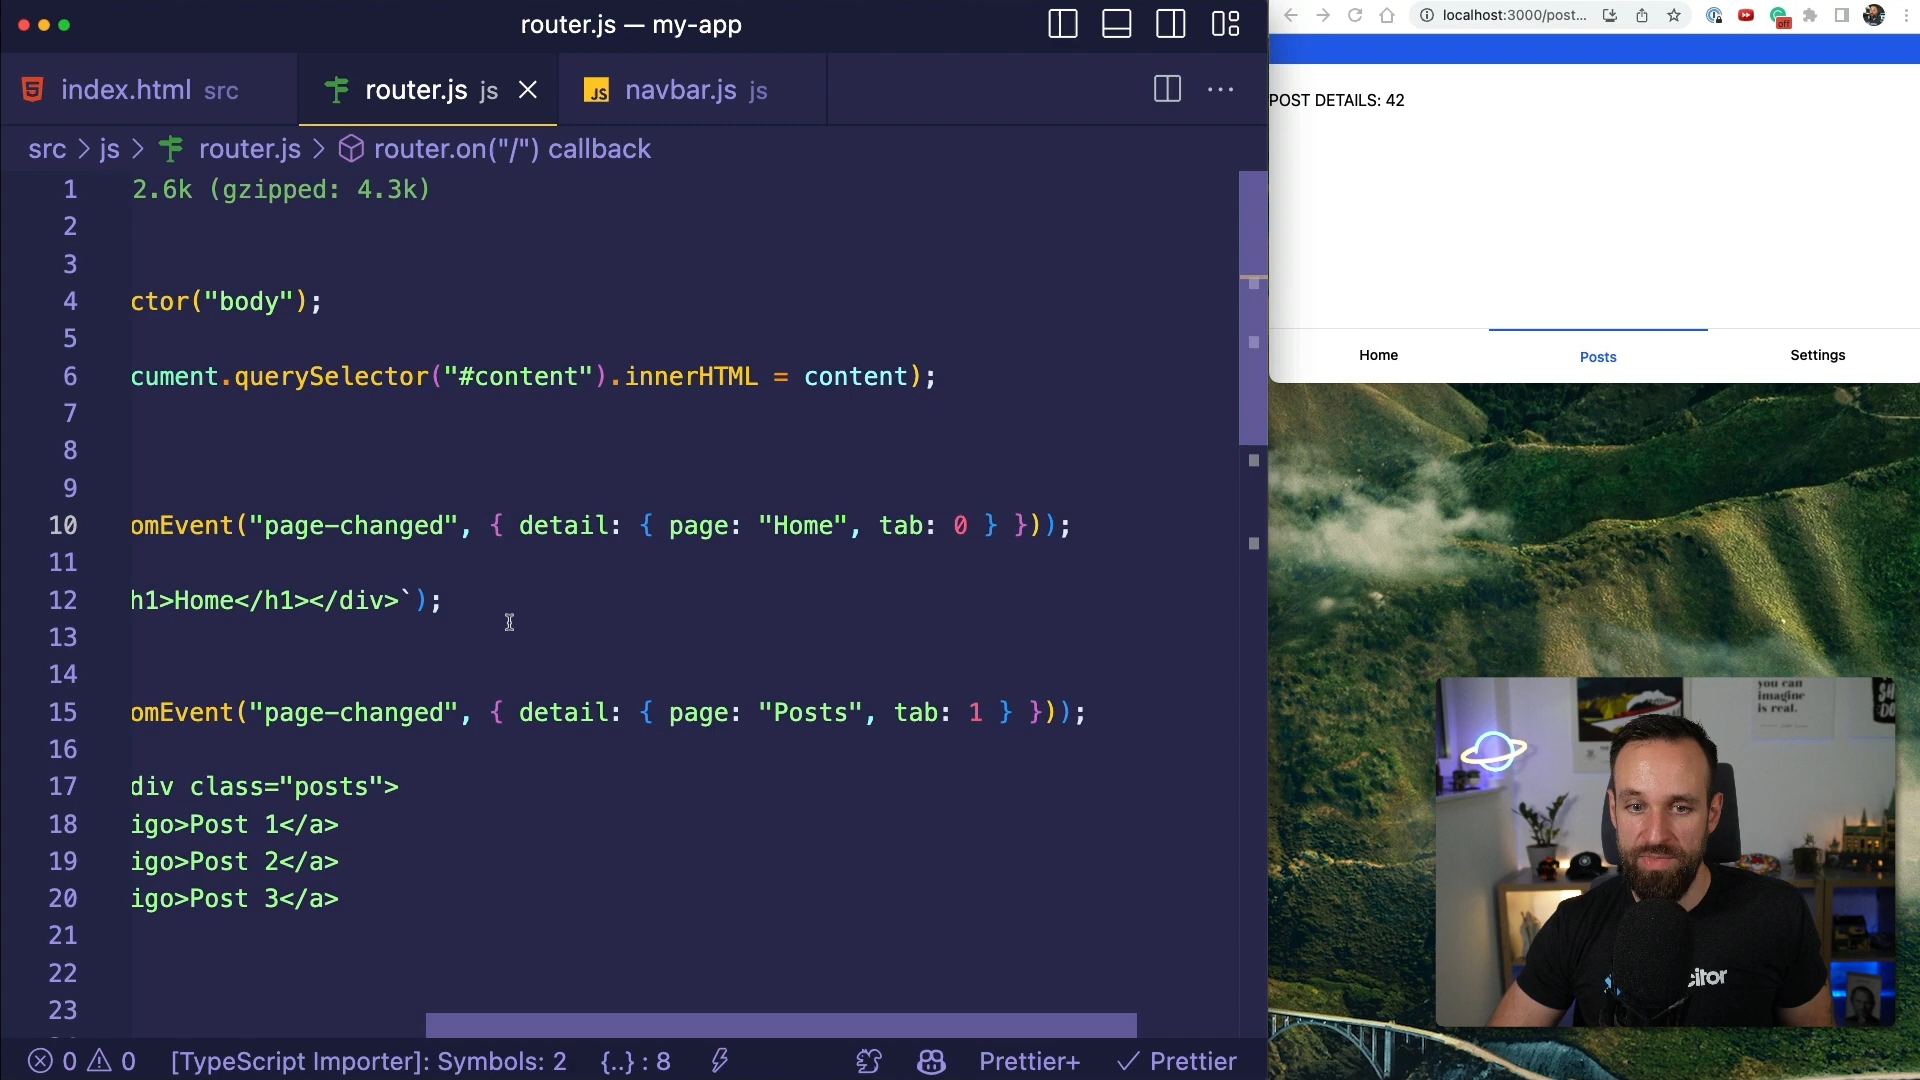 router.js — my-app
index.html src
router.js js
navbar.js js
src > js > router.js > router.on("/") callback
1 2.6k (gzipped: 4.3k)
2
3
4 ctor("body");
5
6 cument.querySelector("#content").innerHTML = content);
7
8
9
10 omEvent("page-changed", { detail: { page: "Home", tab: 0 } }));
11
12 h1>Home</h1></div>`);
13
14
15 omEvent("page-changed", { detail: { page: "Posts", tab: 1 } }));
16
17 div class="posts">
18 igo>Post 1</a>
19 igo>Post 2</a>
20 igo>Post 3</a>
21
22
23
0 0 [TypeScript Importer]: Symbols: 2 {..} : 8 Prettier+ Prettier
localhost:3000/post...
off
POST DETAILS: 42
Home
Posts
Settings
you can
imagine
is real.
citor